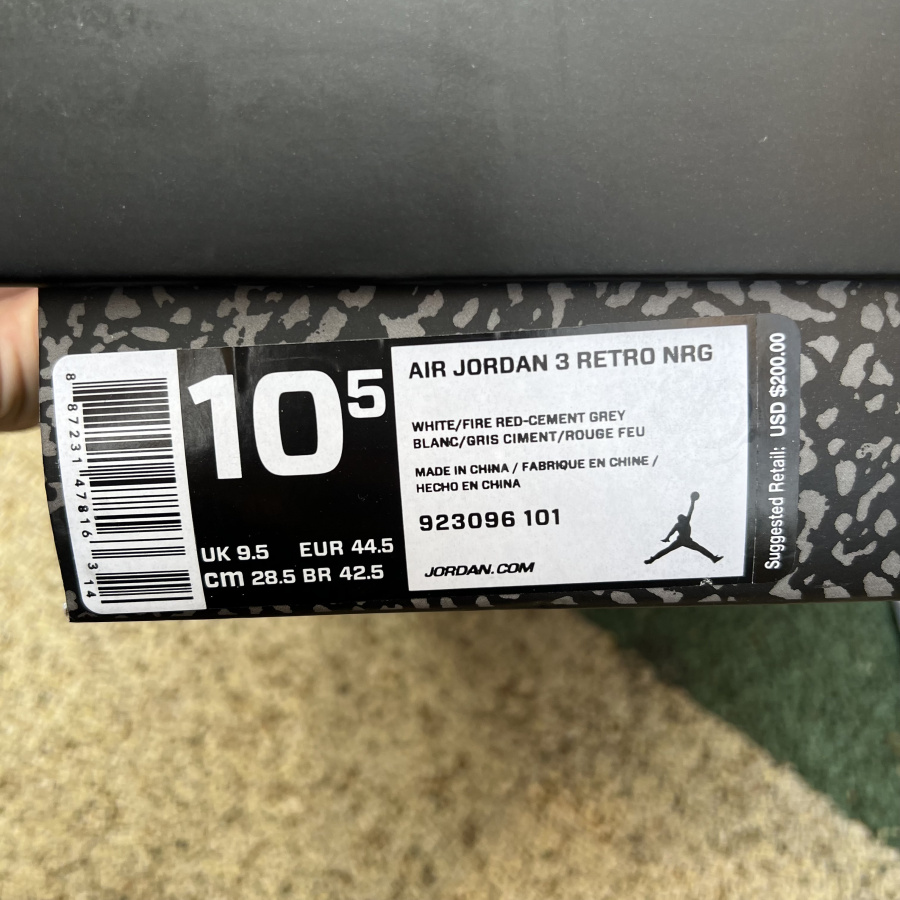 8 87231 47816 3 14
10 5
UK 9.5 EUR 44.5
cm 28.5 BR 42.5
AIR JORDAN 3 RETRO NRG
WHITE/FIRE RED-CEMENT GREY
BLANC/GRIS CIMENT/ROUGE FEU
MADE IN CHINA / FABRIQUE EN CHINE /
HECHO EN CHINA
923096 101
JORDAN.COM
Suggested Retail: USD $200.00